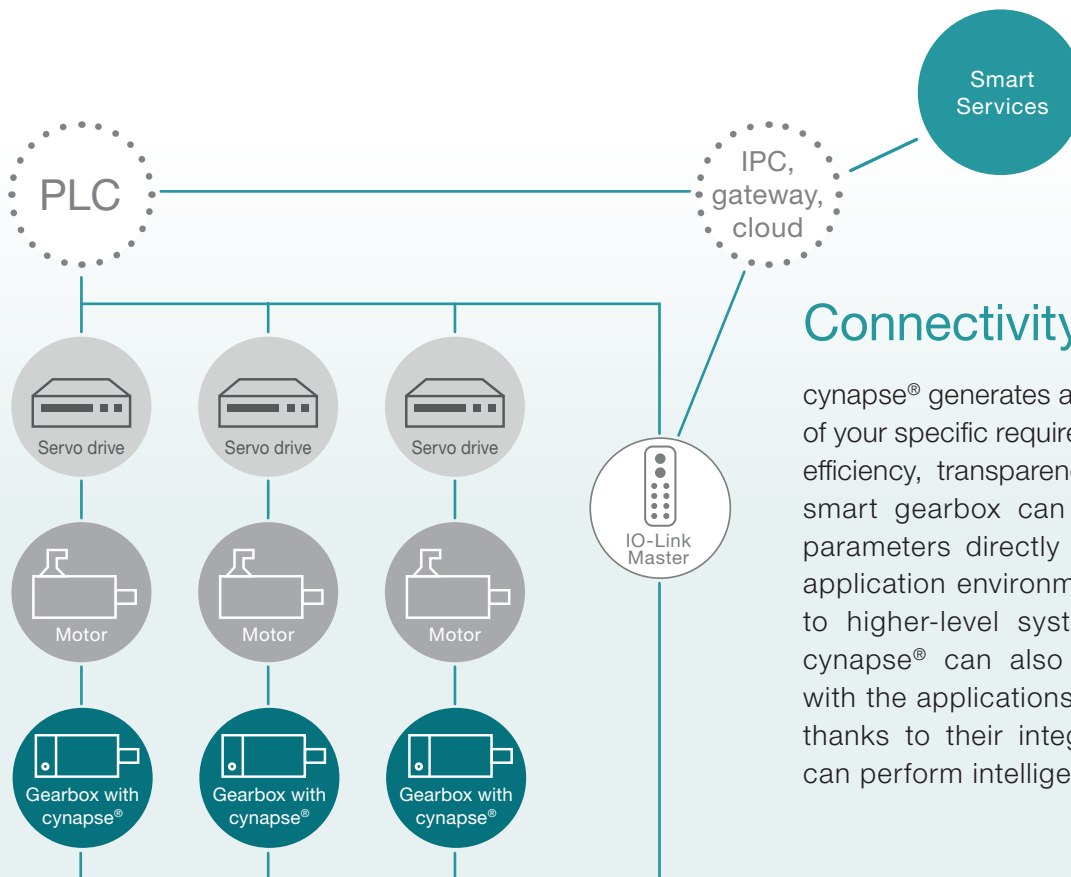 Smart
Services
PLC
IPC,
gateway,
cloud
Connectivity
cynapse® generates a
of your specific require
efficiency, transparenc
smart gearbox can
parameters directly
application environm
to higher-level syst
cynapse® can also
with the applications
thanks to their integ
can perform intellige
Servo drive
Servo drive
Servo drive
IO-Link
Master
Motor
Motor
Motor
Gearbox with
cynapse®
Gearbox with
cynapse®
Gearbox with
cynapse®